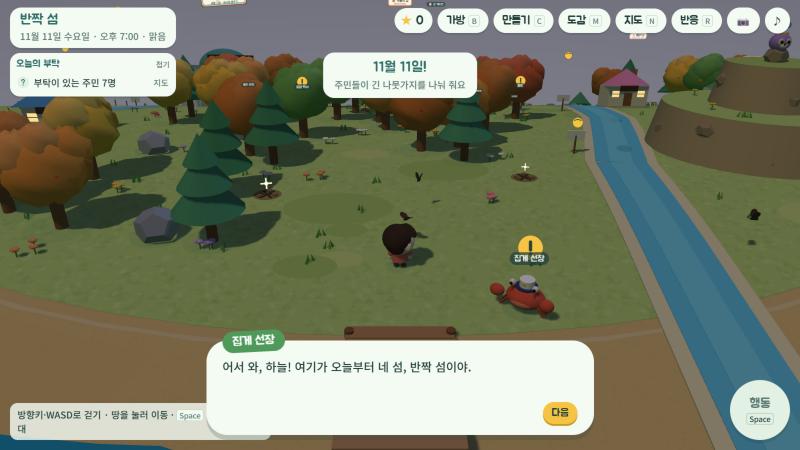 반짝 섬
11월 11일 수요일 · 오후 7:00 · 맑음
오늘의 부탁
접기
? 부탁이 있는 주민 7명
지도
★ 0
가방 B
만들기 C
도감 M
지도 N
반응 R
♪
11월 11일!
주민들이 긴 나뭇가지를 나눠 줘요
!
집게 선장
집게 선장
어서 와, 하늘! 여기가 오늘부터 네 섬, 반짝 섬이야.
다음
방향키·WASD로 걷기 · 땅을 눌러 이동 · Space
대
행동
Space